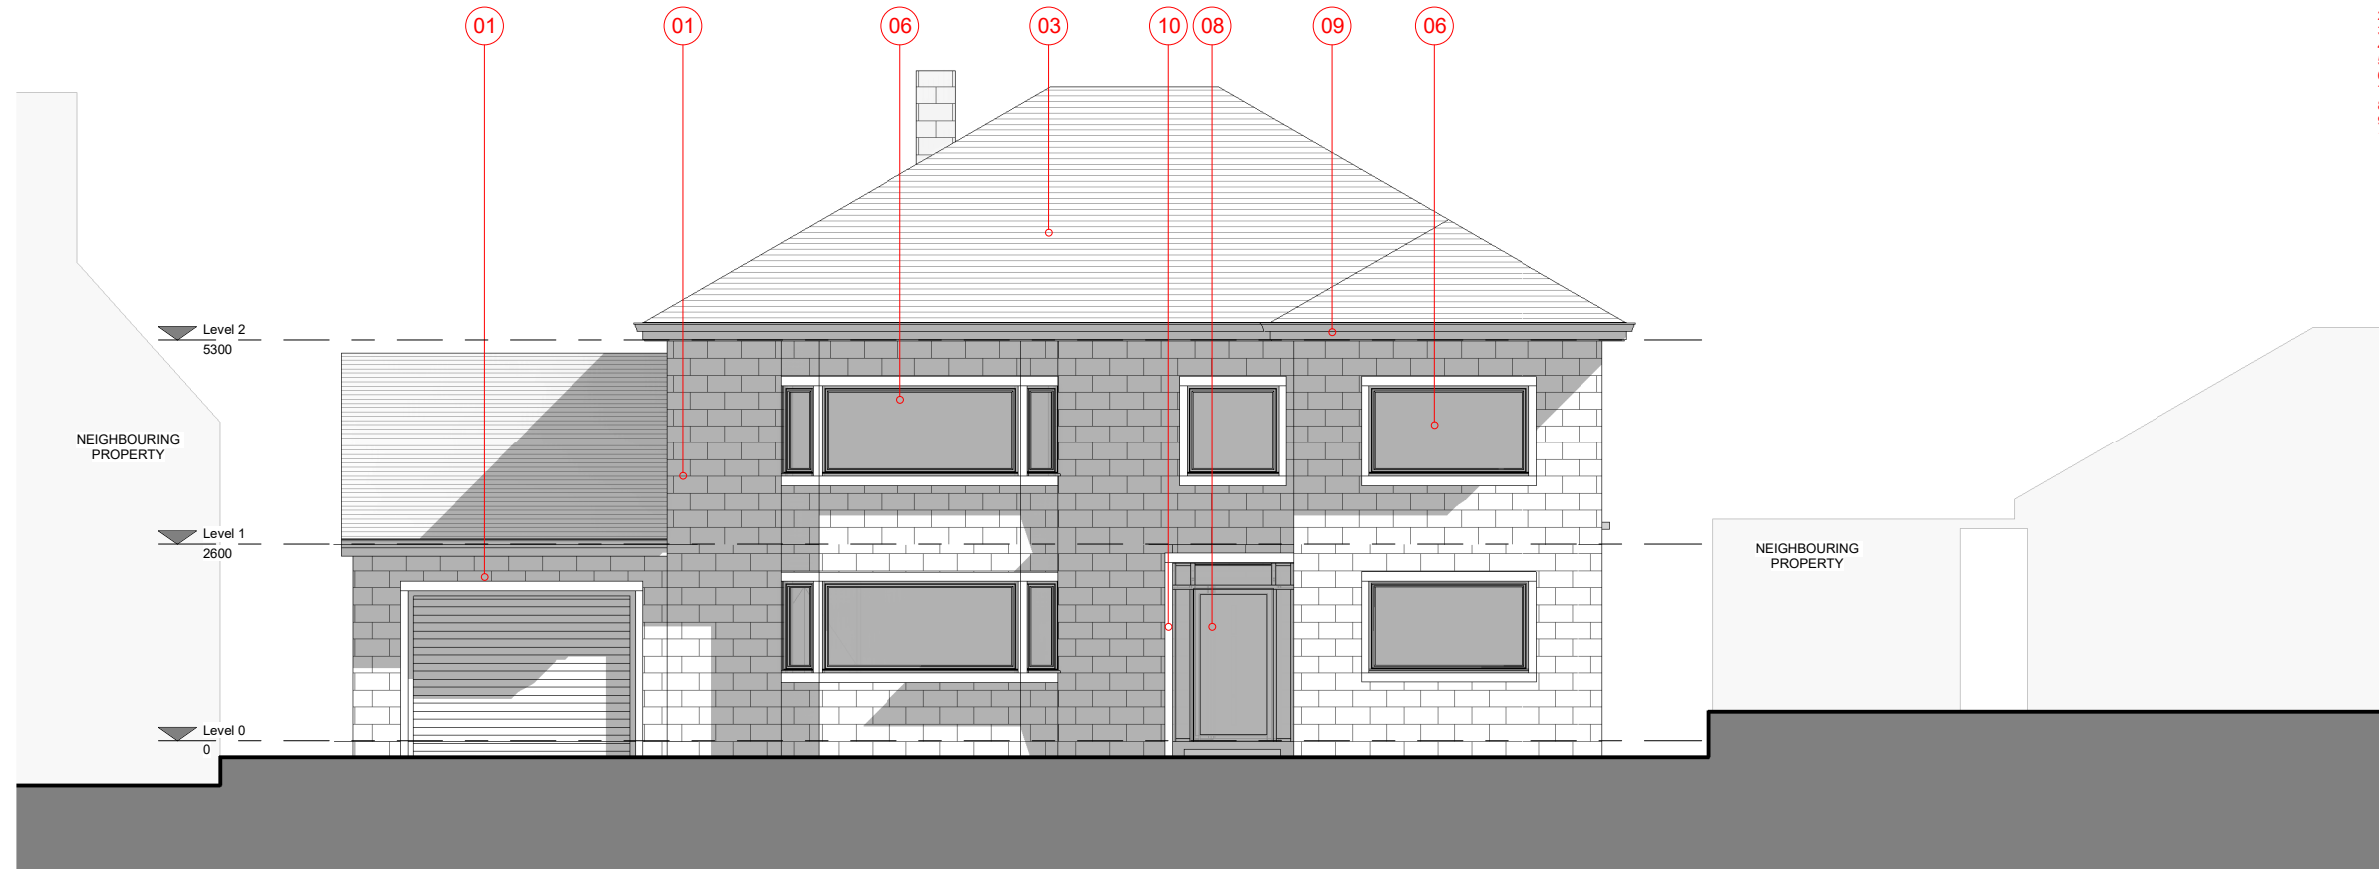 01
01
06
03
10
08
09
06
Level 2
5300
NEIGHBOURING
PROPERTY
Level 1
2600
NEIGHBOURING
PROPERTY
Level 0
0